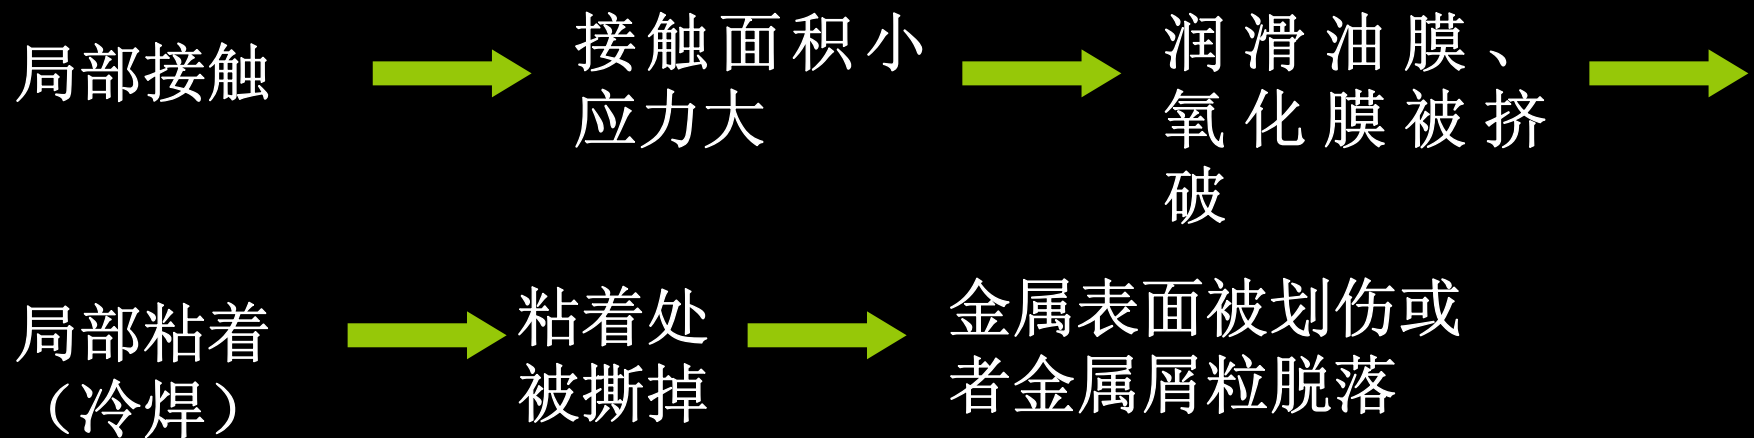 局部接触
接触面积小
应力大
润滑油膜、
氧化膜被挤
破
局部粘着
（冷焊）
粘着处
被撕掉
金属表面被划伤或
者金属屑粒脱落